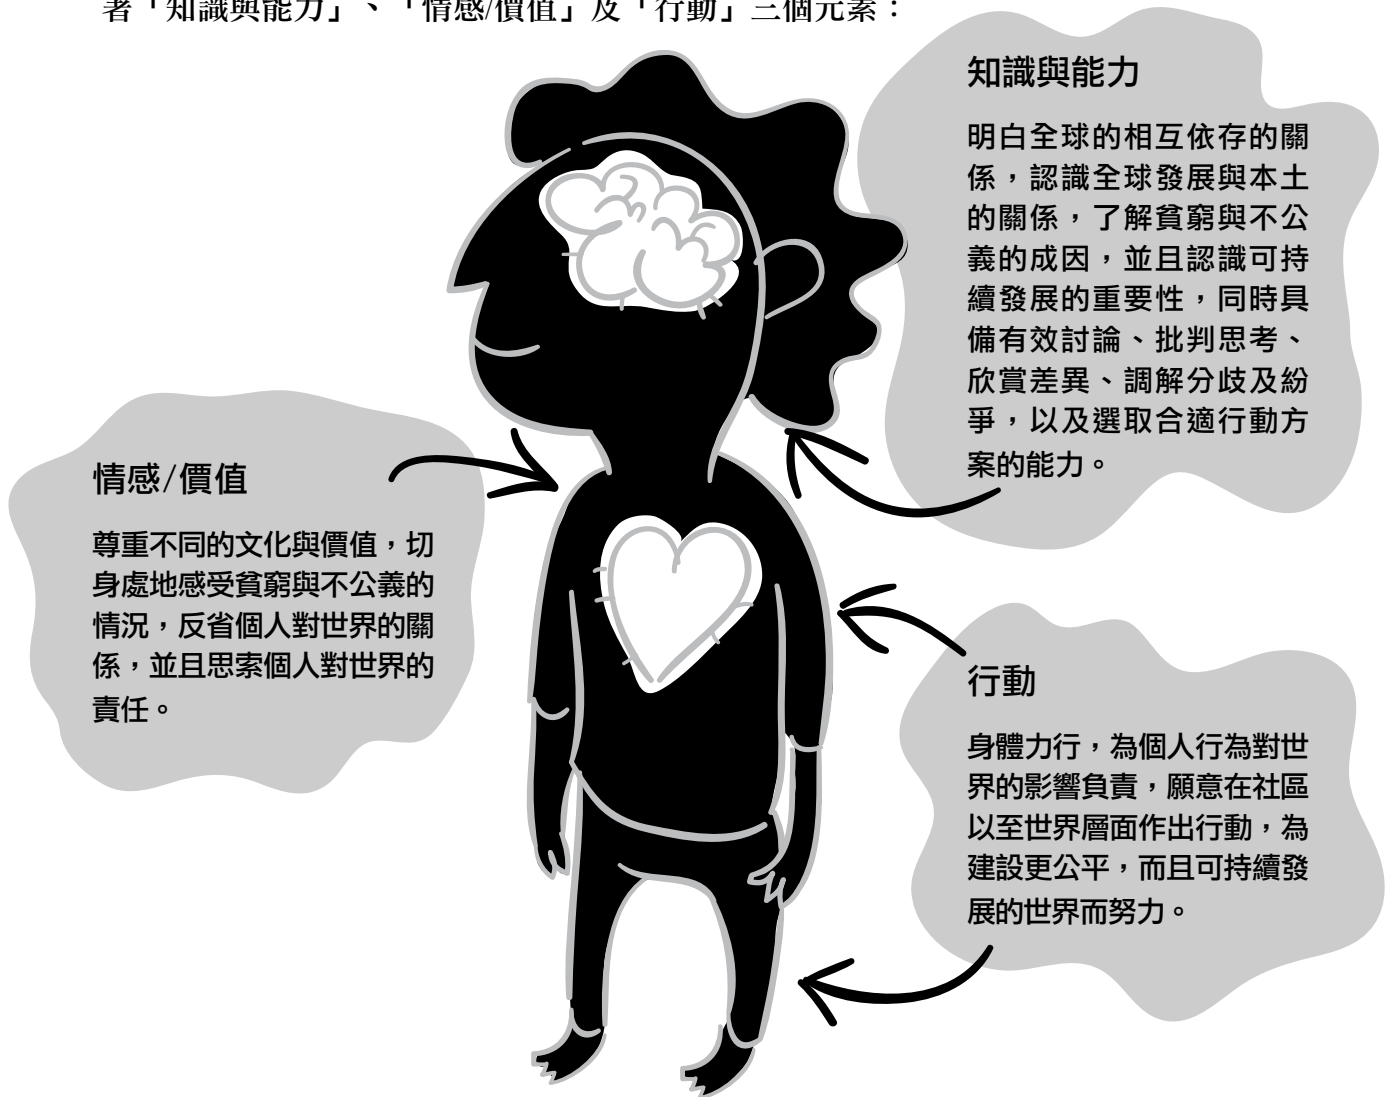 著「知識與能力」、「情感/價值」及「行動」三個元素：
知識與能力
明白全球的相互依存的關
係，認識全球發展與本土
的關係，了解貧窮與不公
義的成因，並且認識可持
續發展的重要性，同時具
備有效討論、批判思考、
欣賞差異、調解分歧及紛
爭，以及選取合適行動方
案的能力。
情感/價值
尊重不同的文化與價值，切
身處地感受貧窮與不公義的
情況，反省個人對世界的關
係，並且思索個人對世界的
責任。
行動
身體力行，為個人行為對世
界的影響負責，願意在社區
以至世界層面作出行動，為
建設更公平，而且可持續發
展的世界而努力。